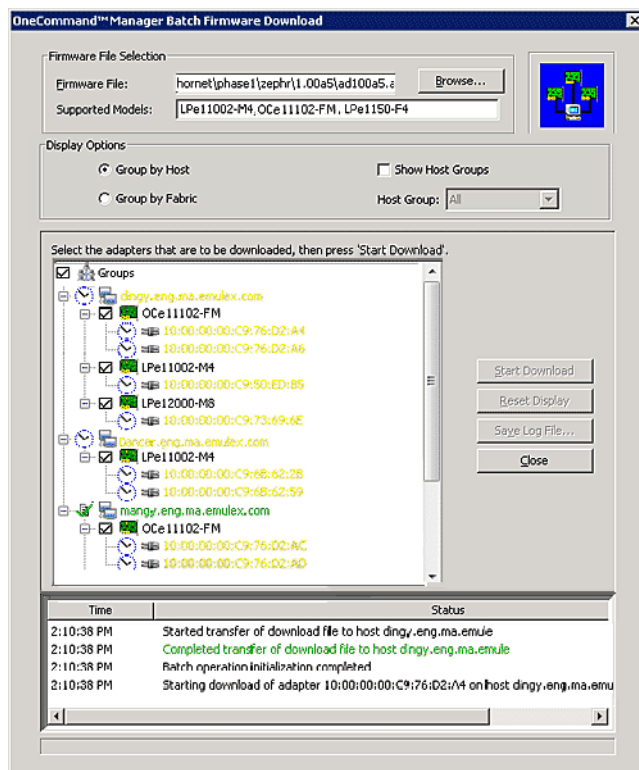 OneCommand™ Manager Batch Firmware Download
Firmware File Selection
Firmware File: hornet\phase1\zephr\1.00a5\ad100a5.a Browse...
Supported Models: LPe11002-M4,OCe11102-FM, LPe1150-F4
Display Options
Group by Host Show Host Groups
Group by Fabric Host Group: All
Select the adapters that are to be downloaded, then press 'Start Download'.
Groups
dingy.eng.ma.emulex.com
OCe11102-FM
10:00:00:00:C9:76:D2:A4
10:00:00:00:C9:76:D2:A6
LPe11002-M4
10:00:00:00:C9:50:ED:85
LPe12000-M8
10:00:00:00:C9:73:69:6E
Dancer.eng.ma.emulex.com
LPe11002-M4
10:00:00:00:C9:6B:62:2B
10:00:00:00:C9:6B:62:59
mangy.eng.ma.emulex.com
OCe11102-FM
10:00:00:00:C9:76:D2:AC
10:00:00:00:C9:76:D2:AD
Start Download
Reset Display
Save Log File...
Close
Time Status
2:10:38 PM Started transfer of download file to host dingy.eng.ma.emule
2:10:38 PM Completed transfer of download file to host dingy.eng.ma.emule
2:10:38 PM Batch operation initialization completed
2:10:38 PM Starting download of adapter 10:00:00:00:C9:76:D2:A4 on host dingy.eng.ma.emu